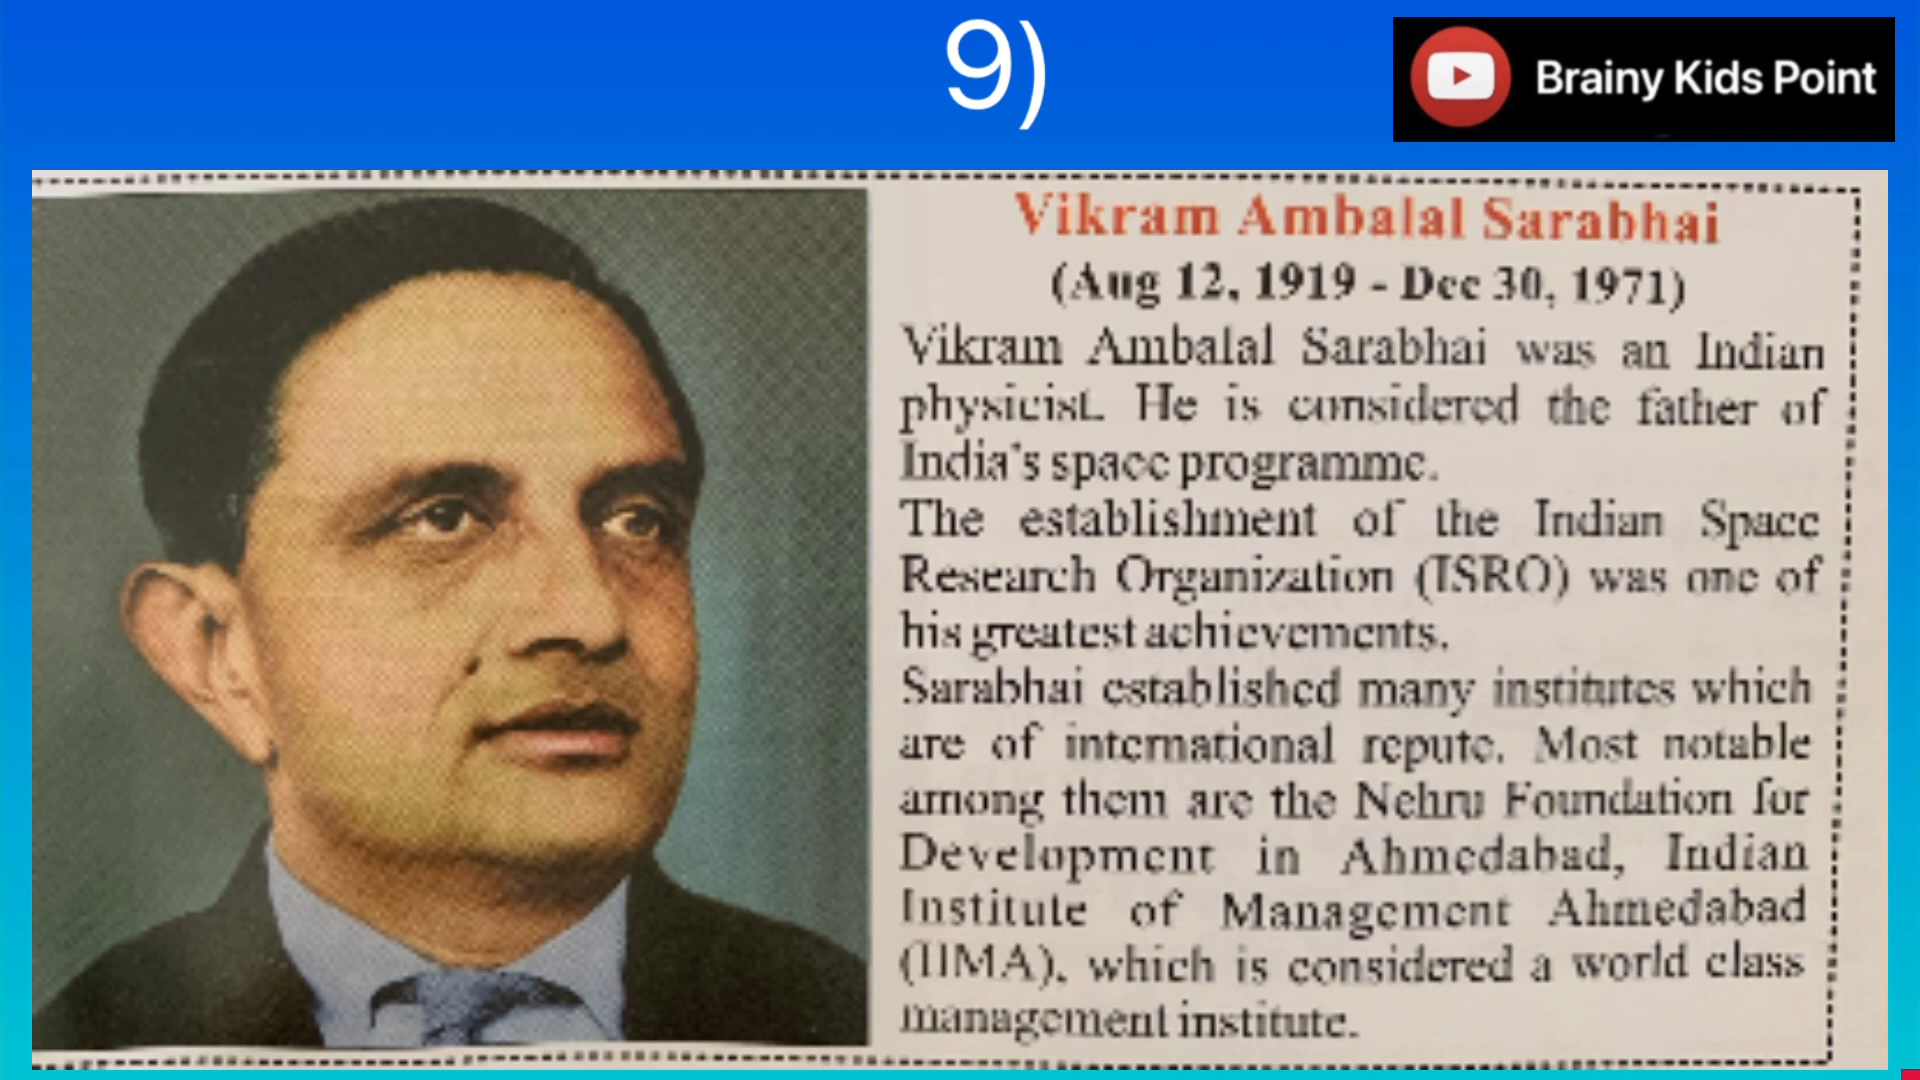 9)
Brainy Kids Point
Vikram Ambalal Sarabhai
(Aug 12, 1919 - Dec 30, 1971)
Vikram Ambalal Sarabhai was an Indian
physicist. He is considered the father of
India's space programme.
The establishment of the Indian Space
Research Organization (ISRO) was one of
his greatest achievements.
Sarabhai established many institutes which
are of international repute. Most notable
among them are the Nehru Foundation for
Development in Ahmedabad, Indian
Institute of Management Ahmedabad
(IIMA), which is considered a world class
management institute.